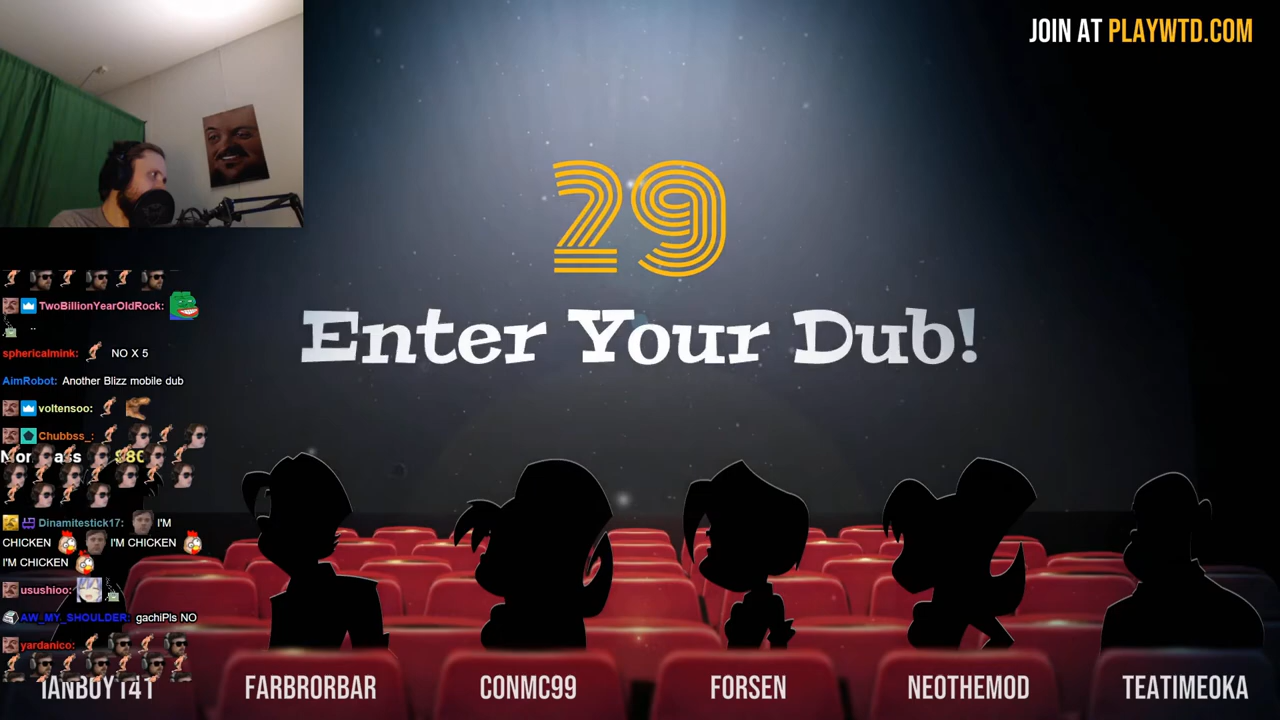 JOIN AT PLAYWTD.COM
29
Enter Your Dub!
TwoBillionYearOldRock:
..
sphericalmink: NO X 5
AimRobot: Another Blizz mobile dub
voltensoo:
Chubbss_:
Dinamitestick17: I'M
CHICKEN I'M CHICKEN
I'M CHICKEN
usushioo:
AW_MY_SHOULDER: gachiPls NO
yardanico:
IANBOY141 FARBRORBAR CONMC99 FORSEN NEOTHEMOD TEATIMEOKA